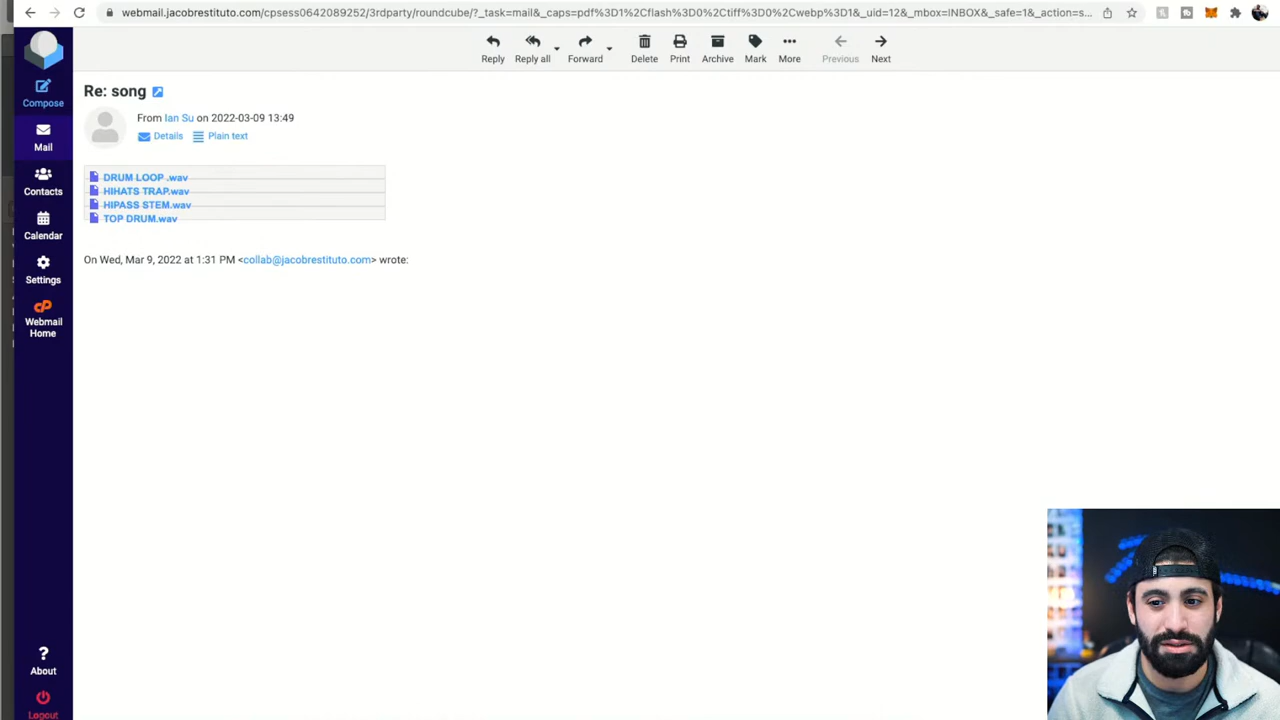 webmail.jacobrestituto.com/cpsess0642089252/3rdparty/roundcube/?_task=mail&_caps=pdf%3D1%2Cflash%3D0%2Ctiff%3D0%2Cwebp%3D1&_uid=12&_mbox=INBOX&_safe=1&_action=s...
Reply
Reply all
Forward
Delete
Print
Archive
Mark
More
Previous
Next
Compose
Mail
Contacts
Calendar
Settings
Webmail
Home
About
Logout
Re: song
From Ian Su on 2022-03-09 13:49
Details
Plain text
DRUM LOOP .wav
HIHATS TRAP.wav
HIPASS STEM.wav
TOP DRUM.wav
On Wed, Mar 9, 2022 at 1:31 PM <collab@jacobrestituto.com> wrote: